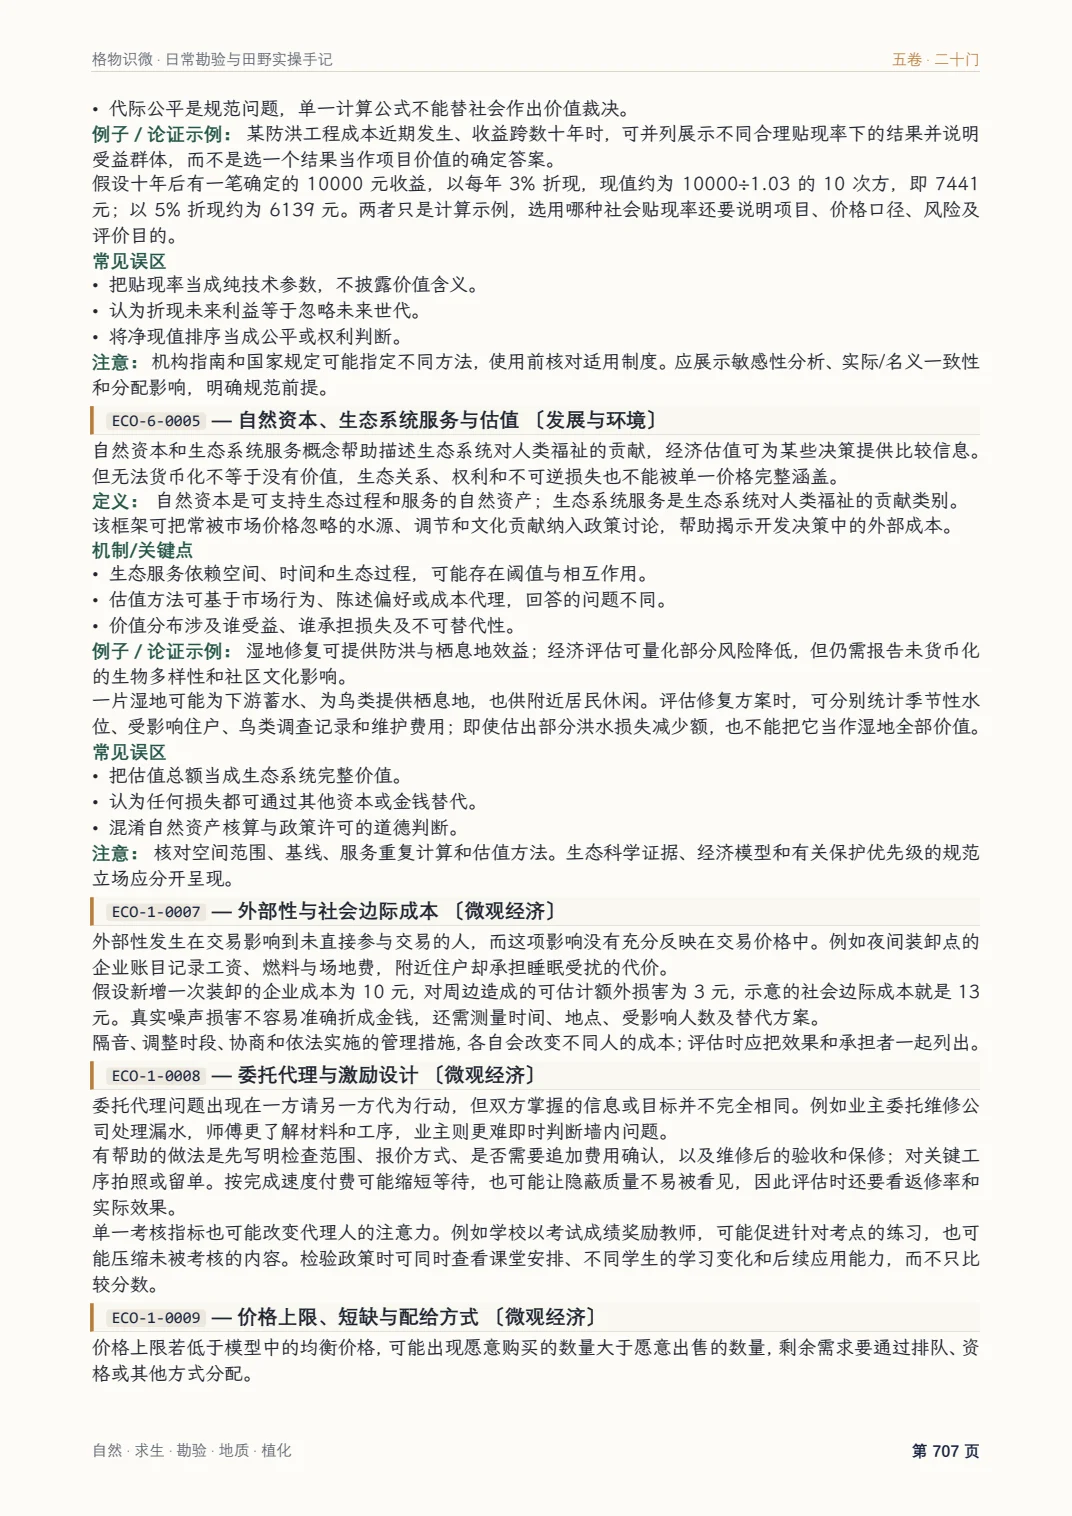 格物识微 · 日常勘验与田野实操手记
五卷 · 二十门
• 代际公平是规范问题，单一计算公式不能替社会作出价值裁决。
例子 / 论证示例： 某防洪工程成本近期发生、收益跨数十年时，可并列展示不同合理贴现率下的结果并说明
受益群体，而不是选一个结果当作项目价值的确定答案。
假设十年后有一笔确定的 10000 元收益，以每年 3% 折现，现值约为 10000÷1.03 的 10 次方，即 7441
元；以 5% 折现约为 6139 元。两者只是计算示例，选用哪种社会贴现率还要说明项目、价格口径、风险及
评价目的。
常见误区
• 把贴现率当成纯技术参数，不披露价值含义。
• 认为折现未来利益等于忽略未来世代。
• 将净现值排序当成公平或权利判断。
注意： 机构指南和国家规定可能指定不同方法，使用前核对适用制度。应展示敏感性分析、实际/名义一致性
和分配影响，明确规范前提。
ECO-6-0005 — 自然资本、生态系统服务与估值 〔发展与环境〕
自然资本和生态系统服务概念帮助描述生态系统对人类福祉的贡献，经济估值可为某些决策提供比较信息。
但无法货币化不等于没有价值，生态关系、权利和不可逆损失也不能被单一价格完整涵盖。
定义： 自然资本是可支持生态过程和服务的自然资产；生态系统服务是生态系统对人类福祉的贡献类别。
该框架可把常被市场价格忽略的水源、调节和文化贡献纳入政策讨论，帮助揭示开发决策中的外部成本。
机制/关键点
• 生态服务依赖空间、时间和生态过程，可能存在阈值与相互作用。
• 估值方法可基于市场行为、陈述偏好或成本代理，回答的问题不同。
• 价值分布涉及谁受益、谁承担损失及不可替代性。
例子 / 论证示例： 湿地修复可提供防洪与栖息地效益；经济评估可量化部分风险降低，但仍需报告未货币化
的生物多样性和社区文化影响。
一片湿地可能为下游蓄水、为鸟类提供栖息地，也供附近居民休闲。评估修复方案时，可分别统计季节性水
位、受影响住户、鸟类调查记录和维护费用；即使估出部分洪水损失减少额，也不能把它当作湿地全部价值。
常见误区
• 把估值总额当成生态系统完整价值。
• 认为任何损失都可通过其他资本或金钱替代。
• 混淆自然资产核算与政策许可的道德判断。
注意： 核对空间范围、基线、服务重复计算和估值方法。生态科学证据、经济模型和有关保护优先级的规范
立场应分开呈现。
ECO-1-0007 — 外部性与社会边际成本 〔微观经济〕
外部性发生在交易影响到未直接参与交易的人，而这项影响没有充分反映在交易价格中。例如夜间装卸点的
企业账目记录工资、燃料与场地费，附近住户却承担睡眠受扰的代价。
假设新增一次装卸的企业成本为 10 元，对周边造成的可估计额外损害为 3 元，示意的社会边际成本就是 13
元。真实噪声损害不容易准确折成金钱，还需测量时间、地点、受影响人数及替代方案。
隔音、调整时段、协商和依法实施的管理措施，各自会改变不同人的成本；评估时应把效果和承担者一起列出。
ECO-1-0008 — 委托代理与激励设计 〔微观经济〕
委托代理问题出现在一方请另一方代为行动，但双方掌握的信息或目标并不完全相同。例如业主委托维修公
司处理漏水，师傅更了解材料和工序，业主则更难即时判断墙内问题。
有帮助的做法是先写明检查范围、报价方式、是否需要追加费用确认，以及维修后的验收和保修；对关键工
序拍照或留单。按完成速度付费可能缩短等待，也可能让隐蔽质量不易被看见，因此评估时还要看返修率和
实际效果。
单一考核指标也可能改变代理人的注意力。例如学校以考试成绩奖励教师，可能促进针对考点的练习，也可
能压缩未被考核的内容。检验政策时可同时查看课堂安排、不同学生的学习变化和后续应用能力，而不只比
较分数。
ECO-1-0009 — 价格上限、短缺与配给方式 〔微观经济〕
价格上限若低于模型中的均衡价格，可能出现愿意购买的数量大于愿意出售的数量，剩余需求要通过排队、资
格或其他方式分配。
自然 · 求生 · 勘验 · 地质 · 植化
第 707 页